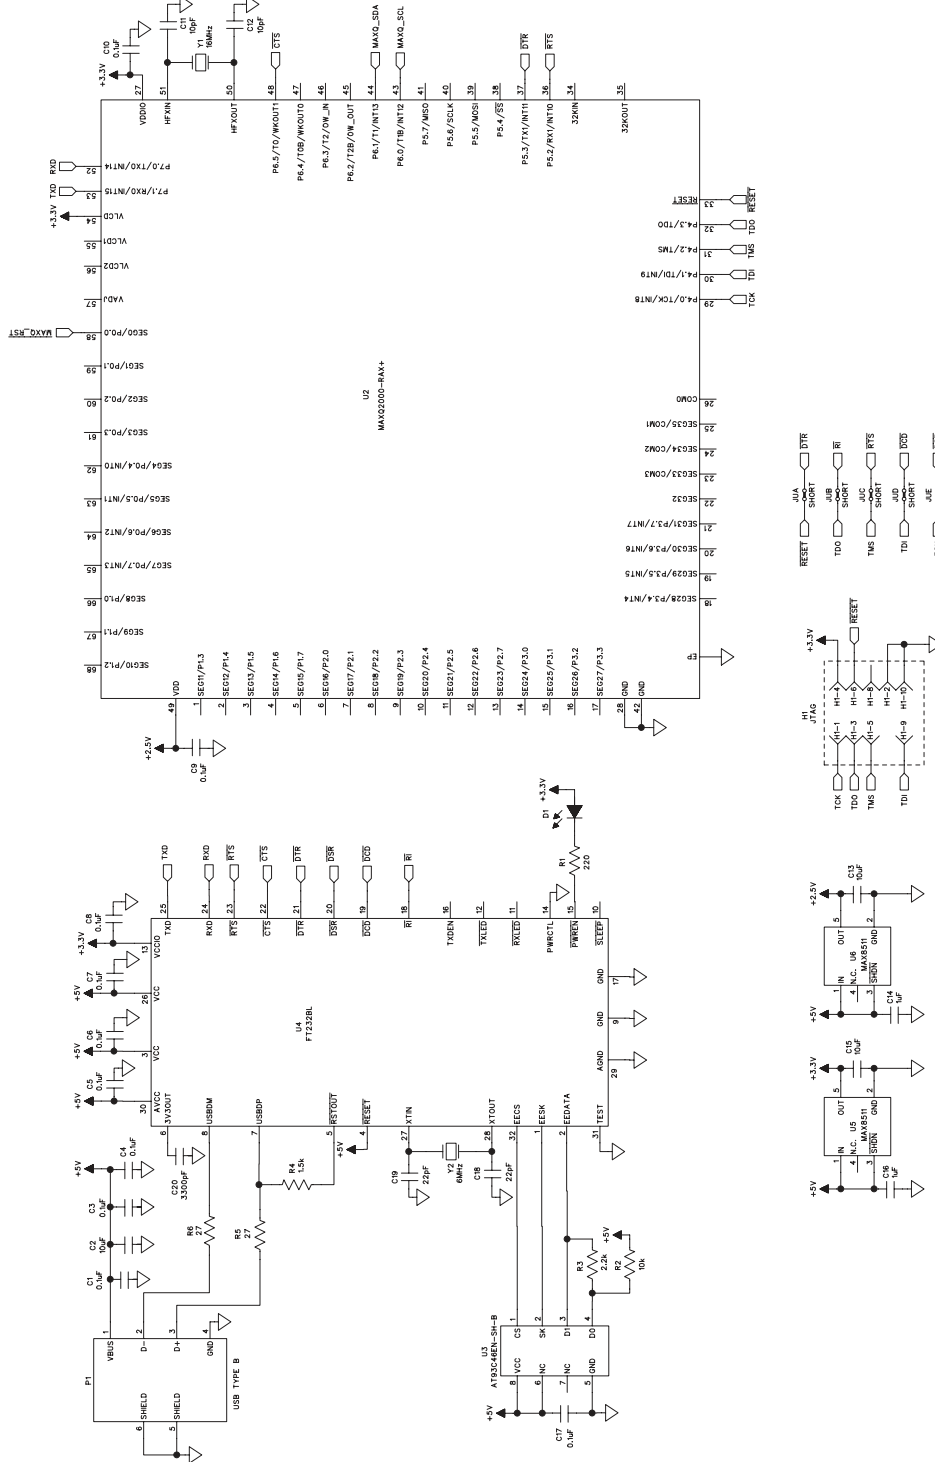 C11
10pF
C12
10pF
C10
0.1uF
Y1
16MHz
+3.3V
CTS
MAXQ_SDA
MAXQ_SCL
DTR
RTS
27
51
50
48
47
46
45
44
43
42
41
40
39
38
37
36
34
35
VDDIO
HFXIN
HFXOUT
P6.5/T0/WKOUT1
P6.4/T0B/WKOUT0
P6.3/T2/OW_IN
P6.2/T2B/OW_OUT
P6.1/T1/INT13
P6.0/T1B/INT12
P5.7/MISO
P5.6/SCLK
P5.5/MOSI
P5.4/SS
P5.3/TX1/INT11
P5.2/RX1/INT10
32KIN
32KOUT
RXD
52
P7.0/TX0/INT14
TXD
53
P7.1/RX0/INT15
+3.3V
54
VLCD
55
VLCD1
56
VLCD2
57
VADJ
MAXQ_RST
58
SEG0/P0.0
59
SEG1/P0.1
60
SEG2/P0.2
61
SEG3/P0.3
62
SEG4/P0.4/INT0
63
SEG5/P0.5/INT1
64
SEG6/P0.6/INT2
65
SEG7/P0.7/INT3
66
SEG8/P1.0
67
SEG9/P1.1
68
SEG10/P1.2
U2
MAXQ2000-RAX+
RESET
33
RESET
P4.3/TDO
32
TDO
P4.2/TMS
31
TMS
P4.1/TDI/INT9
30
TDI
P4.0/TCK/INT8
29
TCK
COM0
26
SEG35/COM1
25
SEG34/COM2
24
SEG33/COM3
23
SEG32
22
SEG31/P3.7/INT7
21
SEG30/P3.6/INT6
20
SEG29/P3.5/INT5
19
SEG28/P3.4/INT4
18
EP
VDD
SEG11/P1.3
SEG12/P1.4
SEG13/P1.5
SEG14/P1.6
SEG15/P1.7
SEG16/P2.0
SEG17/P2.1
SEG18/P2.2
SEG19/P2.3
SEG20/P2.4
SEG21/P2.5
SEG22/P2.6
SEG23/P2.7
SEG24/P3.0
SEG25/P3.1
SEG26/P3.2
SEG27/P3.3
GND
GND
49
1
2
3
4
5
6
7
8
9
10
11
12
13
14
15
16
17
28
42
+2.5V
C9
0.1uF
DTR
JUA
SHORT
RESET
RI
JUB
SHORT
TDO
RTS
JUC
SHORT
TMS
DCD
JUD
SHORT
TDI
JUE
+3.3V
RESET
H1
JTAG
H1-4
H1-6
H1-8
H1-2
H1-10
H1-1
H1-3
H1-5
H1-9
TCK
TDO
TMS
TDI
+3.3V
D1
R1
220
TXD
RXD
RTS
CTS
DTR
DSR
DCD
RI
25
24
23
22
21
20
19
18
16
12
11
14
15
10
TXD
RXD
RTS
CTS
DTR
DSR
DCD
RI
TXDEN
TXLED
RXLED
PWRCTL
PWREN
SLEEP
C8
0.1uF
+3.3V
13
VCCIO
C7
0.1uF
+5V
26
VCC
C6
0.1uF
+5V
3
VCC
C5
0.1uF
+5V
30
AVCC
U4
FT232BL
GND
17
GND
9
AGND
29
3V3OUT
USBDM
USBDP
RSTOUT
RESET
XTIN
XTOUT
EECS
EESK
EEDATA
TEST
6
8
7
5
4
27
28
32
1
2
31
+5V
C4
0.1uF
C3
0.1uF
C2
10uF
C1
0.1uF
C20
3300pF
R4
1.5k
R6
27
R5
27
+5V
C19
22pF
Y2
6MHz
C18
22pF
R3
2.2k
R2
10k
+5V
1
2
3
4
VBUS
D-
D+
GND
P1
SHIELD
SHIELD
USB TYPE B
6
5
U3
AT93C46EN-SH-B
1
2
3
4
CS
SK
D1
D0
VCC
NC
NC
GND
8
6
7
5
+5V
C17
0.1uF
+2.5V
C13
10uF
5
2
OUT
GND
U6
MAX8511
IN
N.C.
SHDN
1
4
3
+5V
C14
1uF
+3.3V
C15
10uF
5
2
OUT
GND
U5
MAX8511
IN
N.C.
SHDN
1
4
3
+5V
C16
1uF